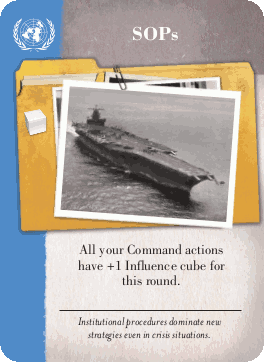 SOPs
All your Command actions
have +1 Influence cube for
this round.
Institutional procedures dominate new
strategies even in crisis situations.